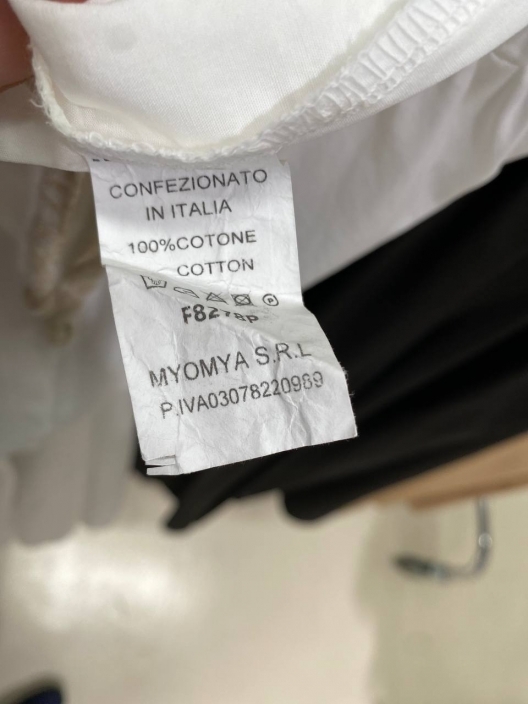 CONFEZIONATO
IN ITALIA
100%COTONE
COTTON
P
MYOMYA S.R.L
P.IVA03078220989